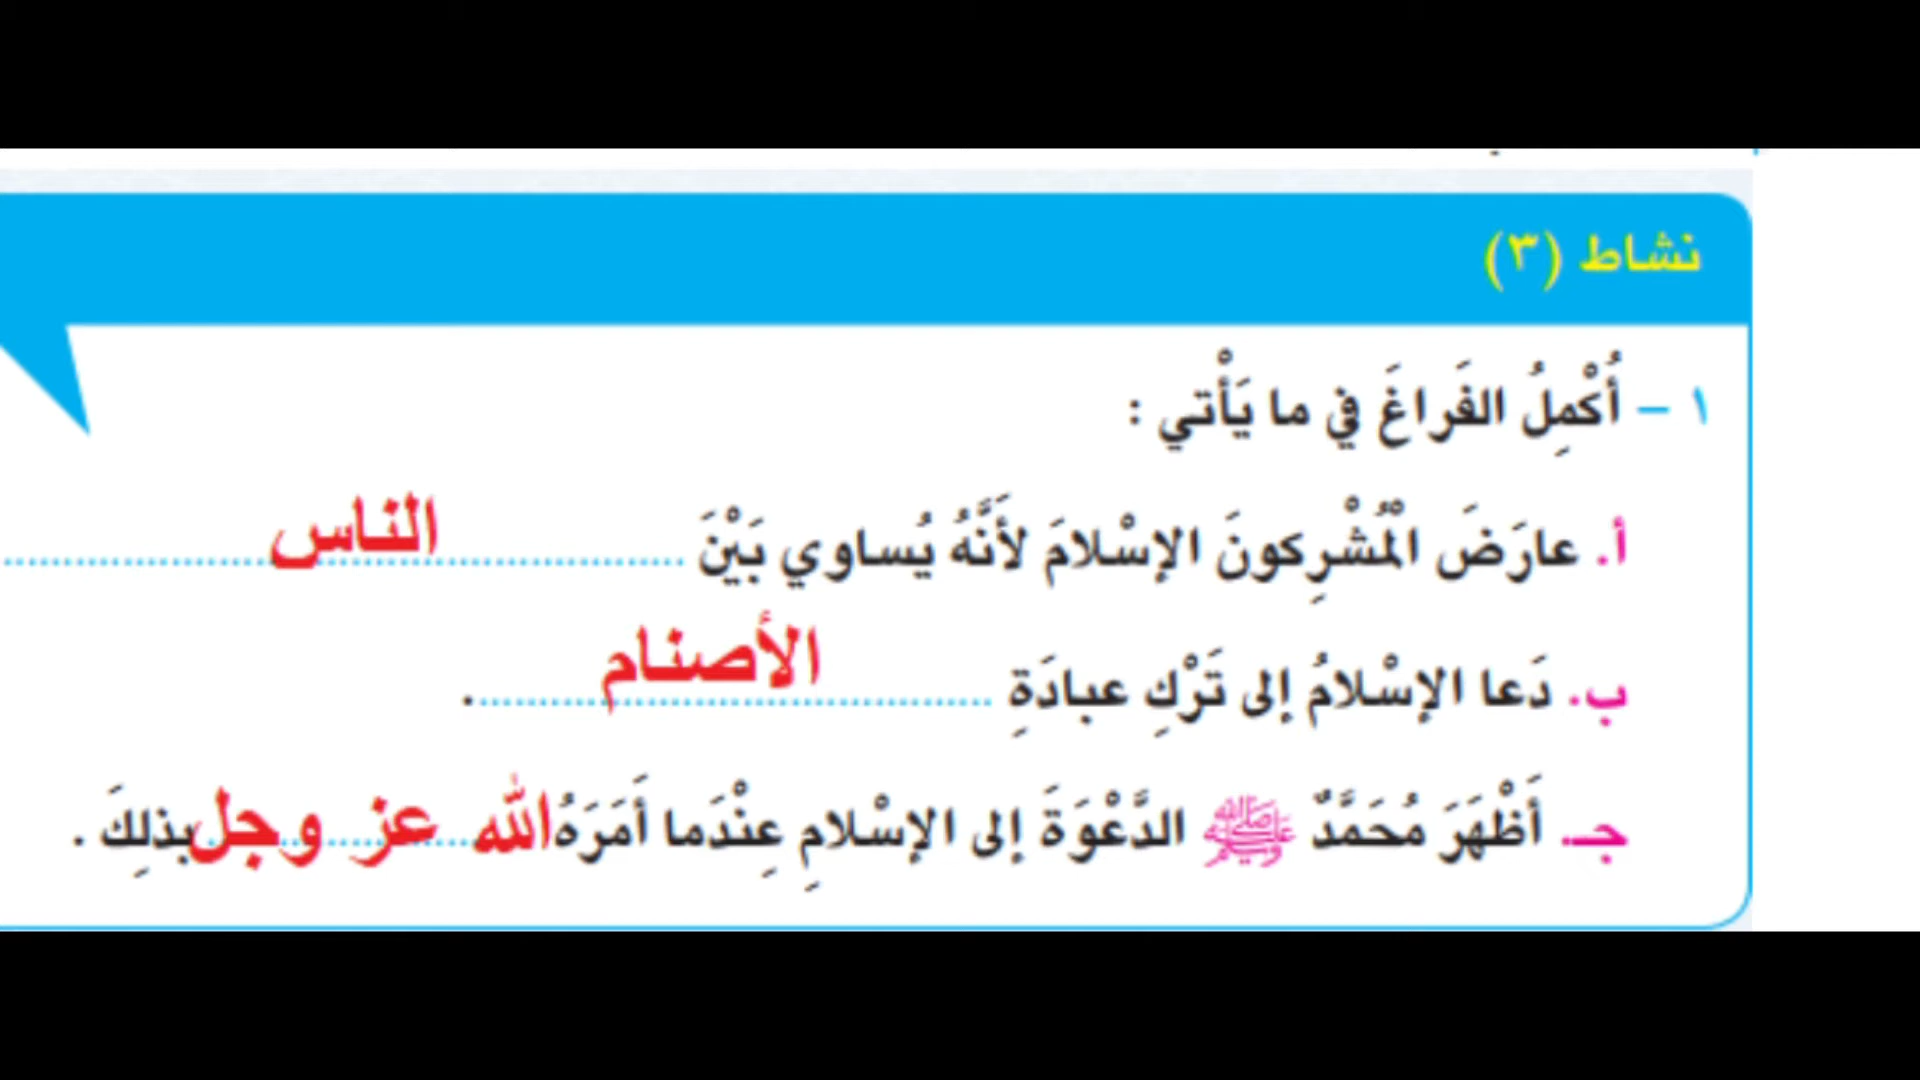 نشاط (٣)
١ - أُكْمِلُ الفَراغَ في ما يَأْتي :
أ. عارَضَ الْمُشْرِكونَ الإسْلامَ لأَنَّهُ يُساوي بَيْنَ الناس
ب. دَعا الإسْلامُ إلى تَرْكِ عبادَةِ الأصنام .
جـ. أَظْهَرَ مُحَمَّدٌ ﷺ الدَّعْوَةَ إلى الإسْلامِ عِنْدَما أَمَرَهُ الله عز وجل بذلِكَ .